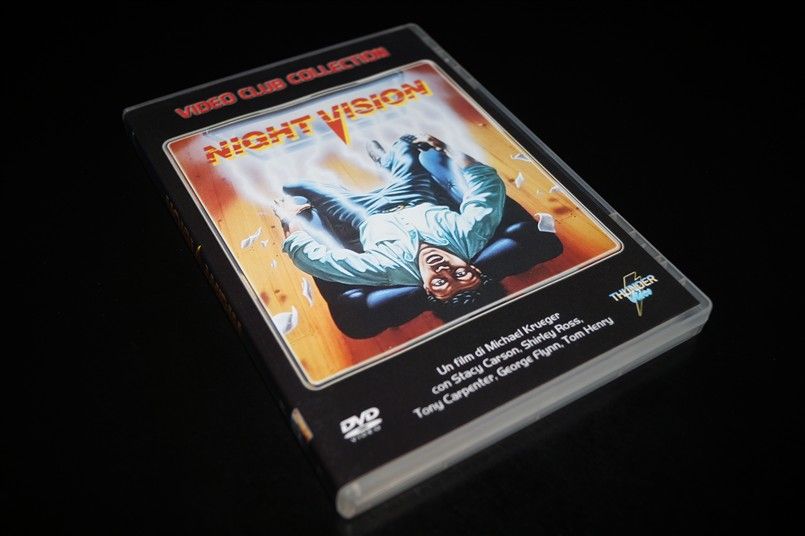 VIDEO CLUB COLLECTION
NIGHT VISION
THUNDER
Video
Un film di Michael Krueger
con Stacy Carson, Shirley Ross,
Tony Carpenter, George Flynn, Tom Henry
DVD
VIDEO